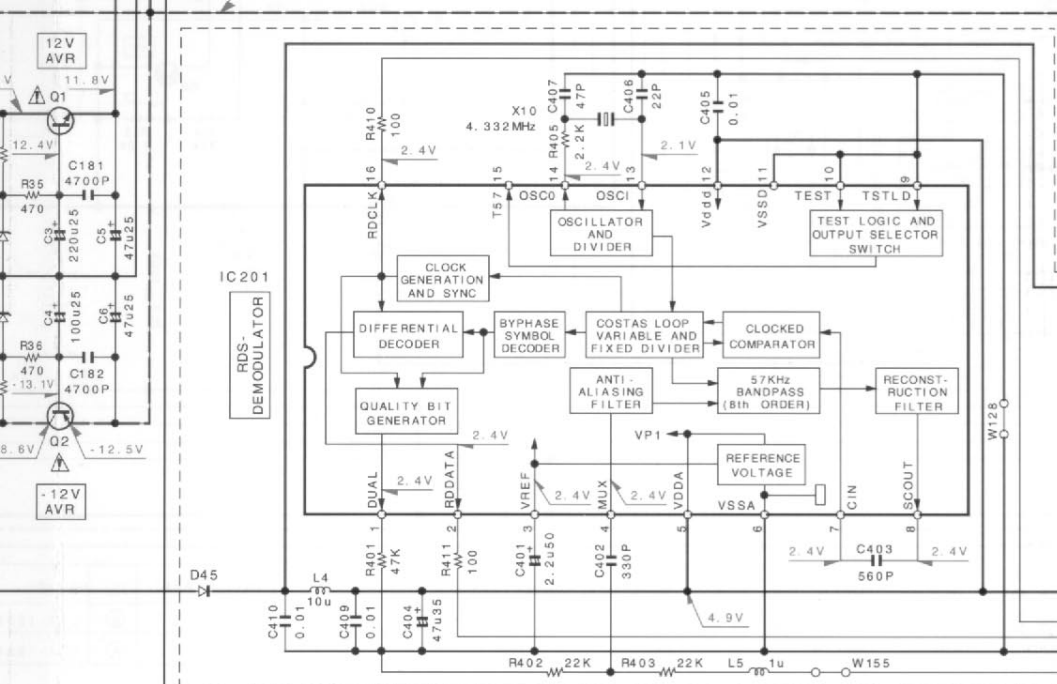 12V
AVR
V
11.8V
Q1
12.4V
C181
4700P
R35
470
C3
220u25
C5
47u25
C4
100u25
C6
47u25
R36
470
C182
4700P
-13.1V
Q2
8.6V
-12.5V
-12V
AVR
IC201
RDS-
DEMODULATOR
R410
100
2.4V
X10
4.332MHz
C407
47P
R405
2.2K
2.4V
C406
22P
2.1V
C405
0.01
16
15
14
13
12
11
10
9
RDCLK
T57
OSC0
OSCI
Vddd
VSSD
TEST
TSTLD
OSCILLATOR
AND
DIVIDER
TEST LOGIC AND
OUTPUT SELECTOR
SWITCH
CLOCK
GENERATION
AND SYNC
DIFFERENTIAL
DECODER
BYPHASE
SYMBOL
DECODER
COSTAS LOOP
VARIABLE AND
FIXED DIVIDER
CLOCKED
COMPARATOR
QUALITY BIT
GENERATOR
ANTI-
ALIASING
FILTER
57KHz
BANDPASS
(8th ORDER)
RECONST-
RUCTION
FILTER
VP1
REFERENCE
VOLTAGE
W128
2.4V
2.4V
2.4V
2.4V
DUAL
RDDATA
VREF
MUX
VDDA
VSSA
CIN
SCOUT
1
2
3
4
5
6
7
8
R401
47K
R411
100
C401
2.2u50
C402
330P
2.4V
C403
560P
2.4V
D45
L4
10u
C410
0.01
C409
0.01
C404
47u35
4.9V
R402
22K
R403
22K
L5
1u
W155